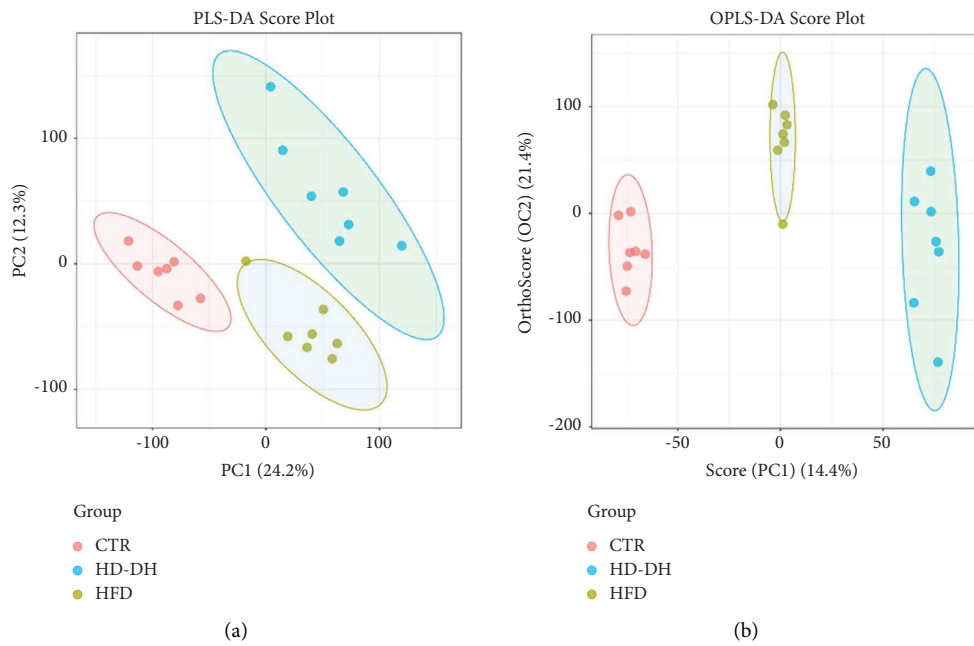 PLS-DA Score Plot
100
0
-100
PC2 (12.3%)
-100
0
100
PC1 (24.2%)
Group
CTR
HD-DH
HFD
(a)
OPLS-DA Score Plot
100
0
-100
-200
OrthoScore (OC2) (21.4%)
-50
0
50
Score (PC1) (14.4%)
Group
CTR
HD-DH
HFD
(b)